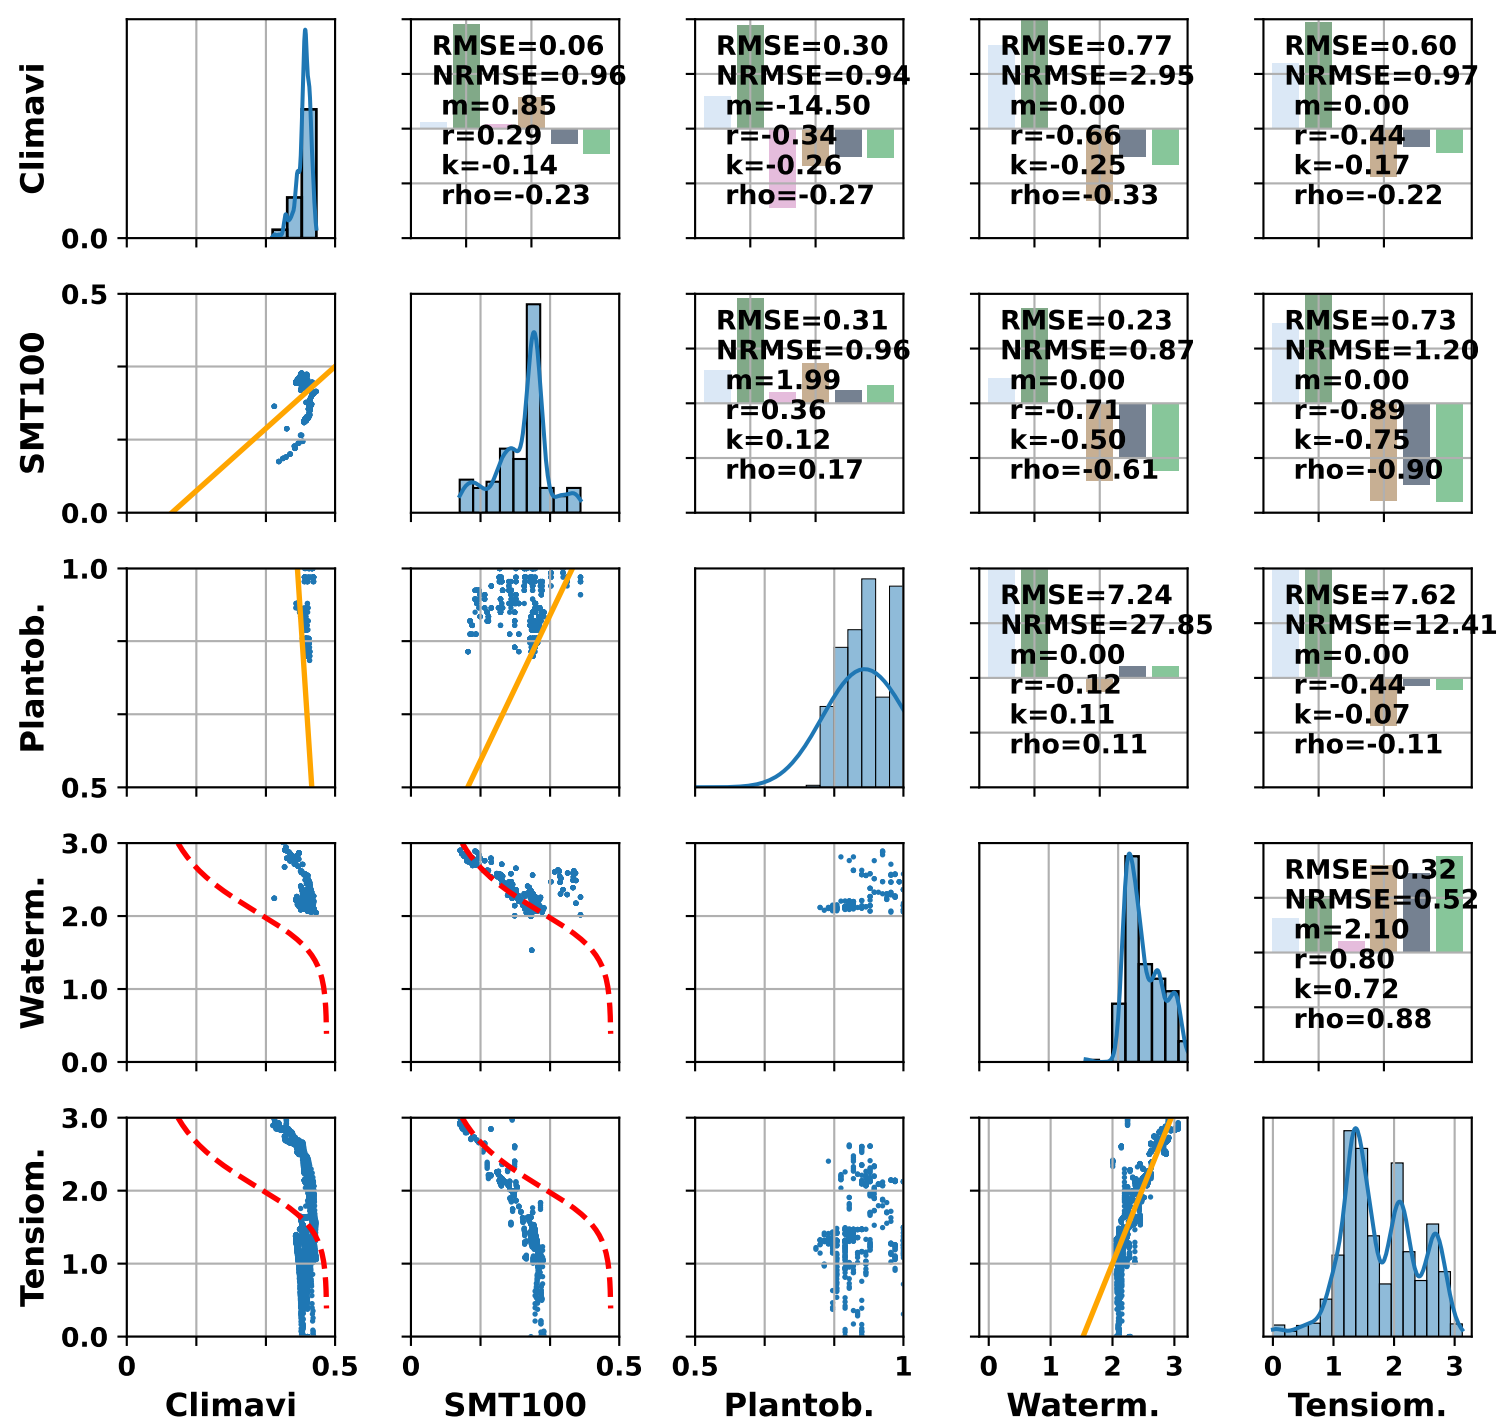 Climavi
0.0
RMSE=0.06
NRMSE=0.96
m=0.85
r=0.29
k=-0.14
rho=-0.23
RMSE=0.30
NRMSE=0.94
m=-14.50
r=-0.34
k=-0.26
rho=-0.27
RMSE=0.77
NRMSE=2.95
m=0.00
r=-0.66
k=-0.25
rho=-0.33
RMSE=0.60
NRMSE=0.97
m=0.00
r=-0.44
k=-0.17
rho=-0.22
SMT100
0.5
0.0
RMSE=0.31
NRMSE=0.96
m=1.99
r=0.36
k=0.12
rho=0.17
RMSE=0.23
NRMSE=0.87
m=0.00
r=-0.71
k=-0.50
rho=-0.61
RMSE=0.73
NRMSE=1.20
m=0.00
r=-0.89
k=-0.75
rho=-0.90
Plantob.
1.0
0.5
RMSE=7.24
NRMSE=27.85
m=0.00
r=-0.12
k=0.11
rho=0.11
RMSE=7.62
NRMSE=12.41
m=0.00
r=-0.44
k=-0.07
rho=-0.11
Waterm.
3.0
2.0
1.0
0.0
RMSE=0.32
NRMSE=0.52
m=2.10
r=0.80
k=0.72
rho=0.88
Tensiom.
3.0
2.0
1.0
0.0
0 0.5
0 0.5
0.5 1
0 1 2 3
0 1 2 3
Climavi
SMT100
Plantob.
Waterm.
Tensiom.